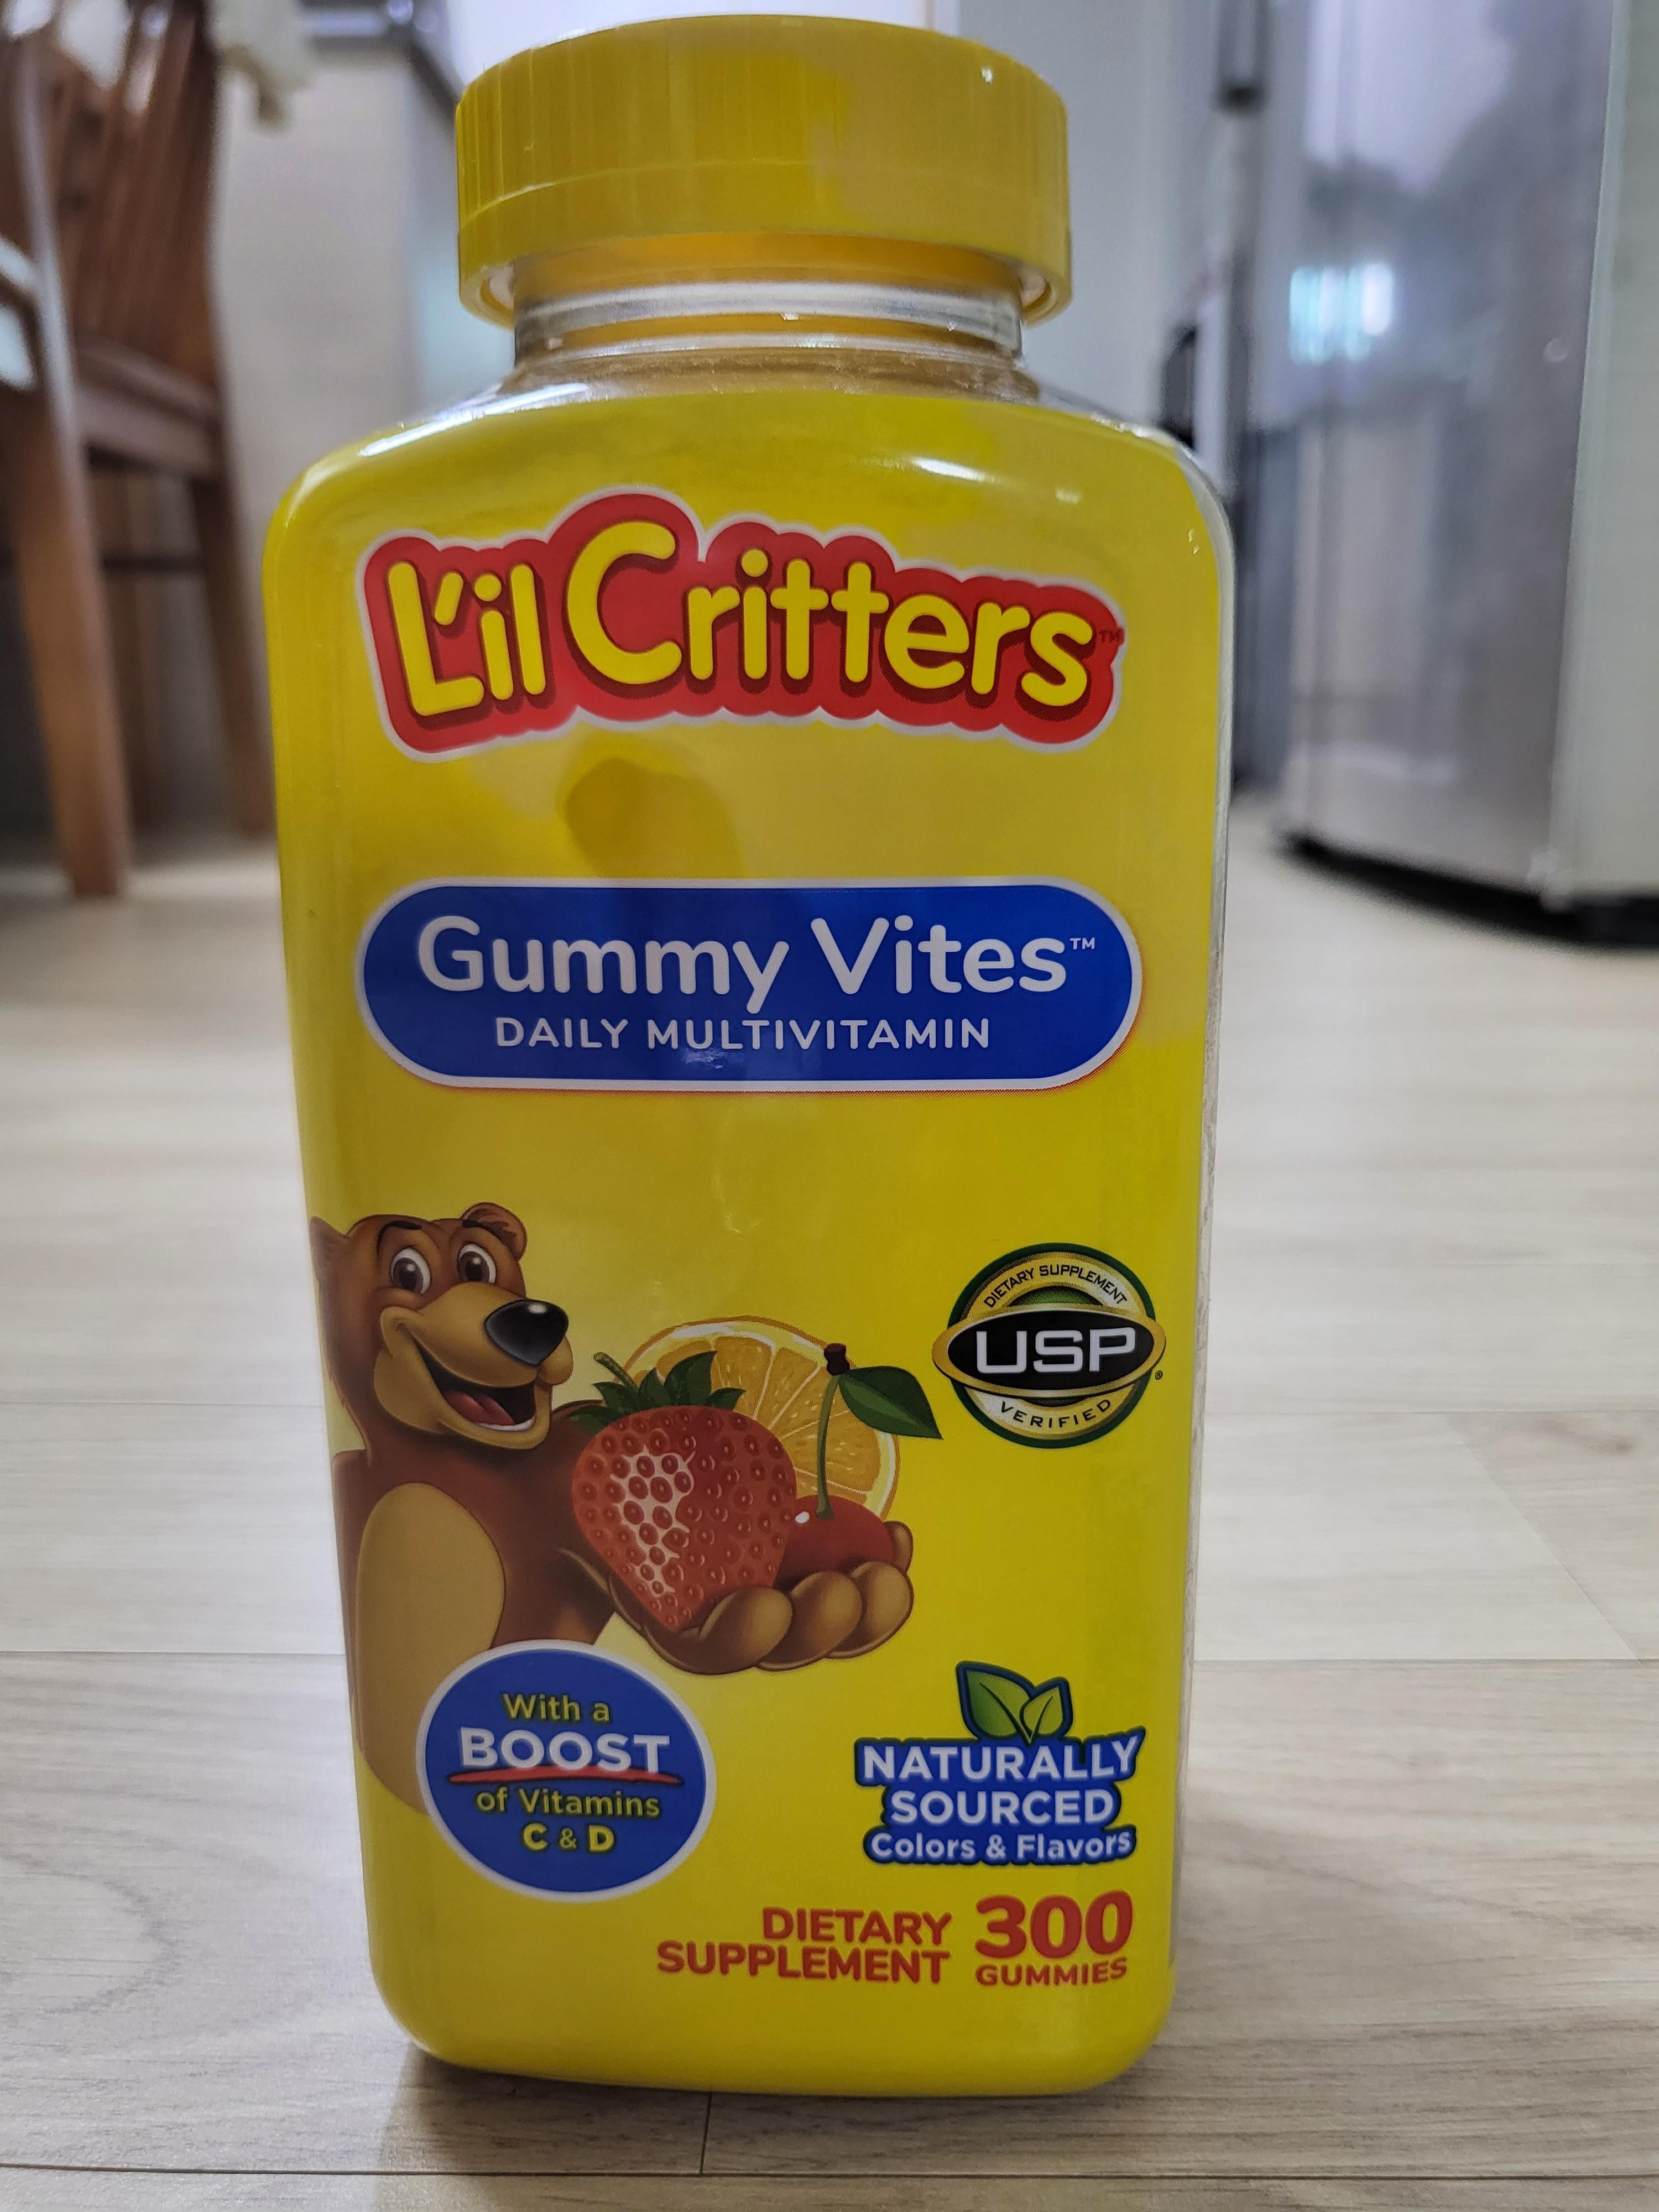 L'il Critters™
Gummy Vites™
DAILY MULTIVITAMIN
DIETARY SUPPLEMENT
USP
®
VERIFIED
With a
BOOST
of Vitamins
C & D
NATURALLY
SOURCED
Colors & Flavors
DIETARY
SUPPLEMENT
300
GUMMIES